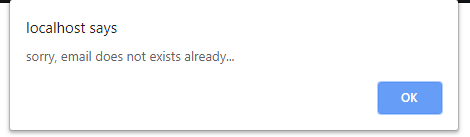 localhost says
sorry, email does not exists already...
OK